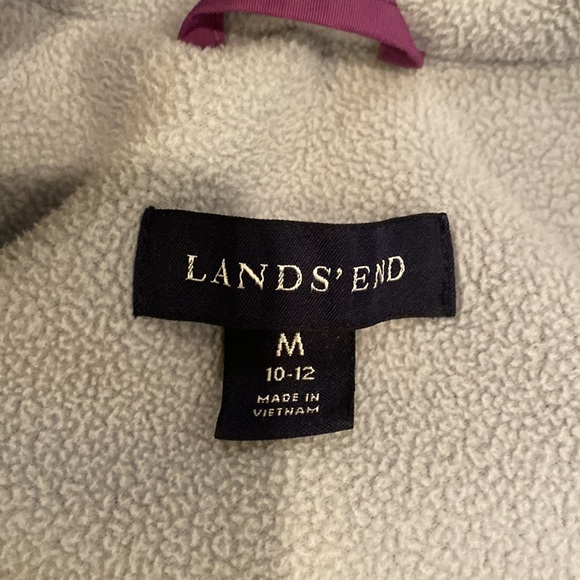 LANDS' END
M
10-12
MADE IN
VIETNAM